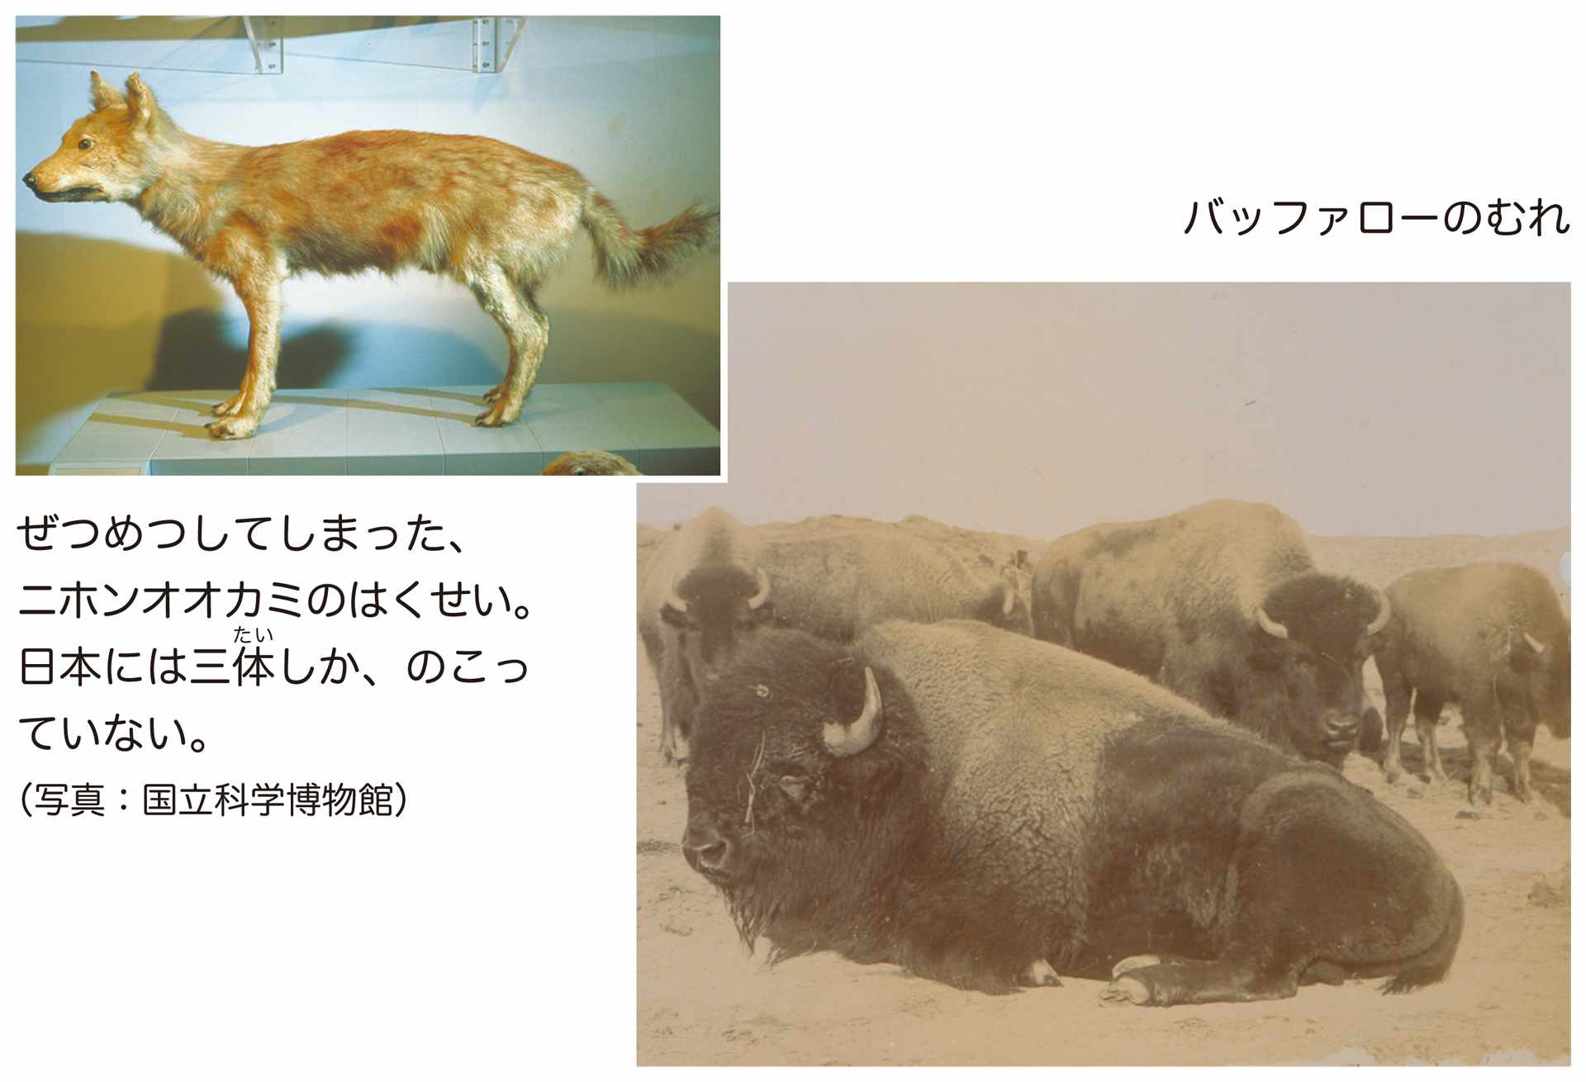 バッファローのむれ
ぜつめつしてしまった、
ニホンオオカミのはくせい。
たい
日本には三体しか、のこっ
ていない。
（写真：国立科学博物館）